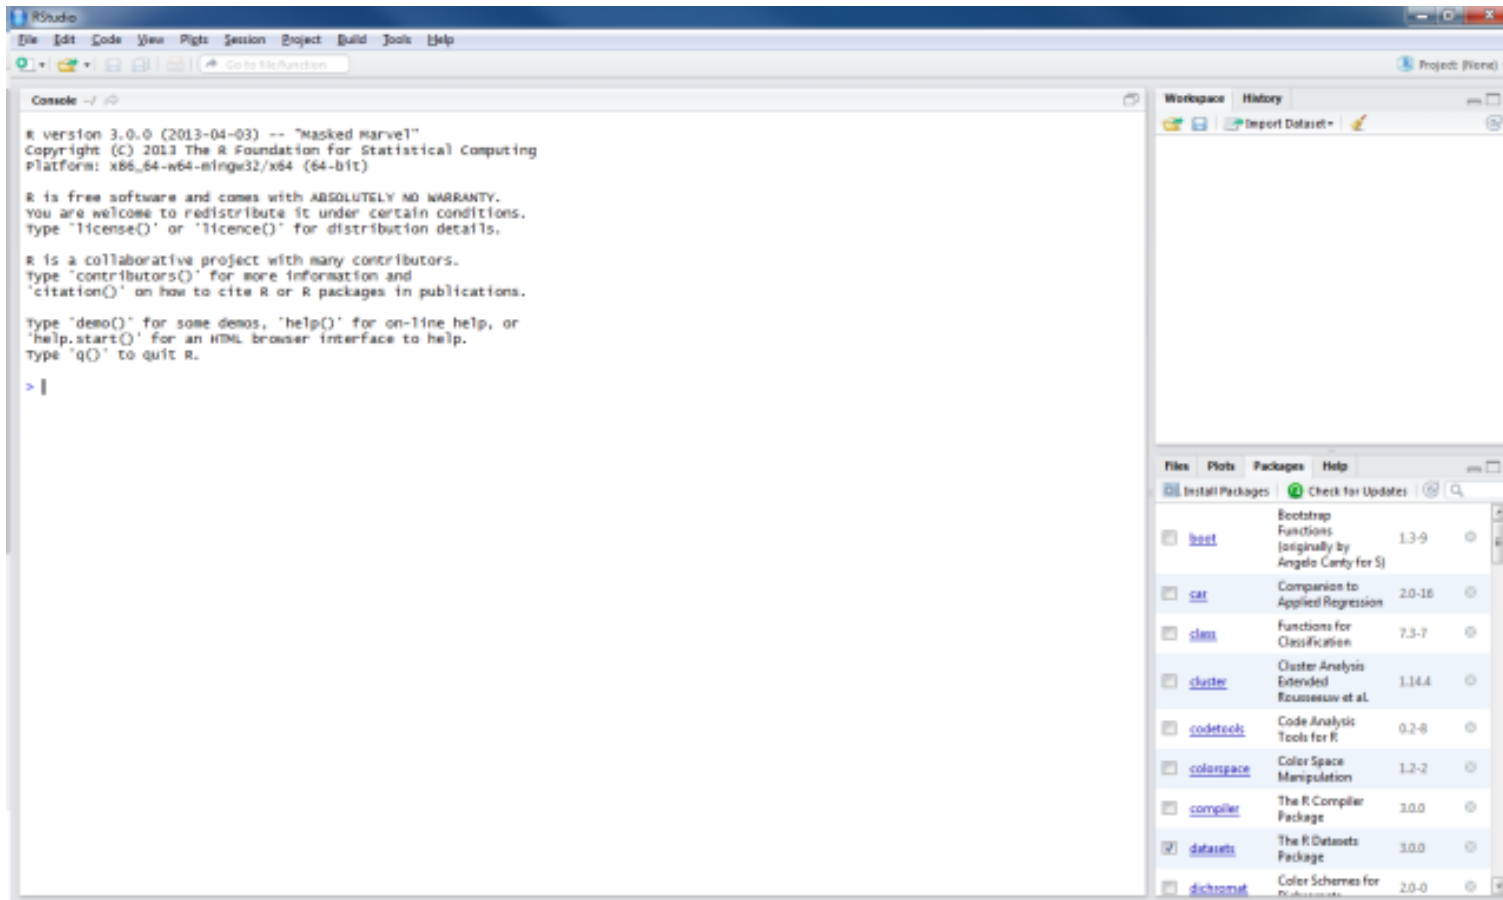 RStudio
File Edit Code View Plots Session Project Build Tools Help
Go to file/function
Project: (None)
Console ~/
R version 3.0.0 (2013-04-03) -- "Masked Marvel"
Copyright (C) 2013 The R Foundation for Statistical Computing
Platform: x86_64-w64-mingw32/x64 (64-bit)
R is free software and comes with ABSOLUTELY NO WARRANTY.
You are welcome to redistribute it under certain conditions.
Type 'license()' or 'licence()' for distribution details.
R is a collaborative project with many contributors.
Type 'contributors()' for more information and
'citation()' on how to cite R or R packages in publications.
Type 'demo()' for some demos, 'help()' for on-line help, or
'help.start()' for an HTML browser interface to help.
Type 'q()' to quit R.
>
Workspace History
Import Dataset
Files Plots Packages Help
Install Packages Check for Updates
boot
Bootstrap
Functions
(originally by
Angelo Canty for S)
1.3-9
car
Companion to
Applied Regression
2.0-16
class
Functions for
Classification
7.3-7
cluster
Cluster Analysis
Extended
Rousseeuw et al.
1.14.4
codetools
Code Analysis
Tools for R
0.2-8
colorspace
Color Space
Manipulation
1.2-2
compiler
The R Compiler
Package
3.0.0
datasets
The R Datasets
Package
3.0.0
dichromat
Color Schemes for
2.0-0